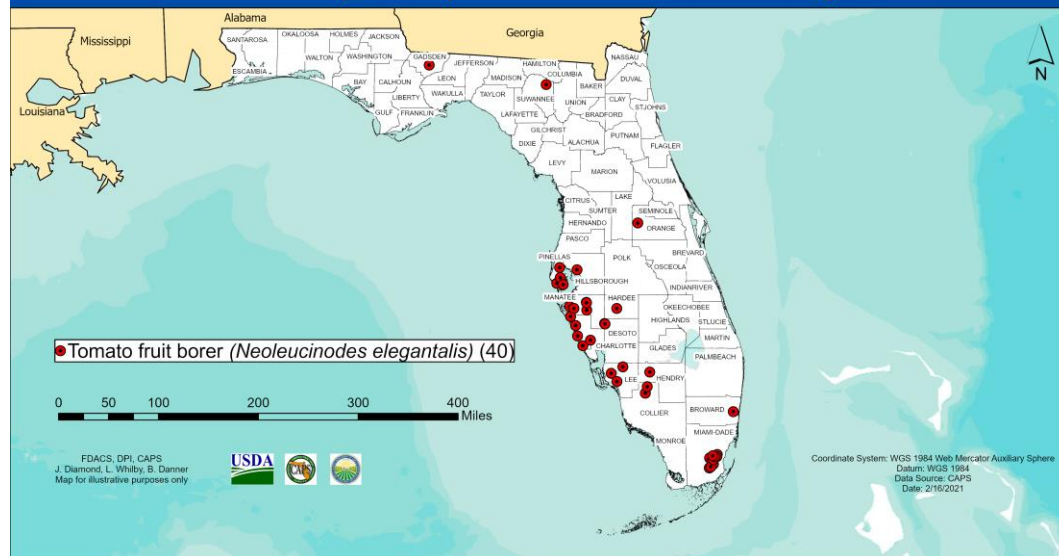 Alabama
Mississippi
Georgia
Louisiana
N
SANTAROSA
OKALOOSA
HOLMES
JACKSON
ESCAMBIA
WALTON
WASHINGTON
BAY
CALHOUN
GADSDEN
LEON
LIBERTY
GULF
FRANKLIN
WAKULLA
JEFFERSON
MADISON
TAYLOR
HAMILTON
SUWANNEE
LAFAYETTE
COLUMBIA
BAKER
NASSAU
DUVAL
UNION
BRADFORD
CLAY
STJOHNS
GILCHRIST
DIXIE
ALACHUA
PUTNAM
FLAGLER
LEVY
MARION
VOLUSIA
CITRUS
SUMTER
LAKE
SEMINOLE
HERNANDO
ORANGE
PASCO
BREVARD
POLK
OSCEOLA
PINELLAS
HILLSBOROUGH
INDIANRIVER
MANATEE
HARDEE
OKEECHOBEE
HIGHLANDS
STLUCIE
DESOTO
MARTIN
CHARLOTTE
GLADES
PALMBEACH
LEE
HENDRY
COLLIER
BROWARD
MONROE
MIAMI-DADE
Tomato fruit borer (Neoleucinodes elegantalis) (40)
0 50 100 200 300 400
Miles
FDACS, DPI, CAPS
J. Diamond, L. Whilby, B. Danner
Map for illustrative purposes only
USDA
CAPS
Coordinate System: WGS 1984 Web Mercator Auxiliary Sphere
Datum: WGS 1984
Data Source: CAPS
Date: 2/16/2021